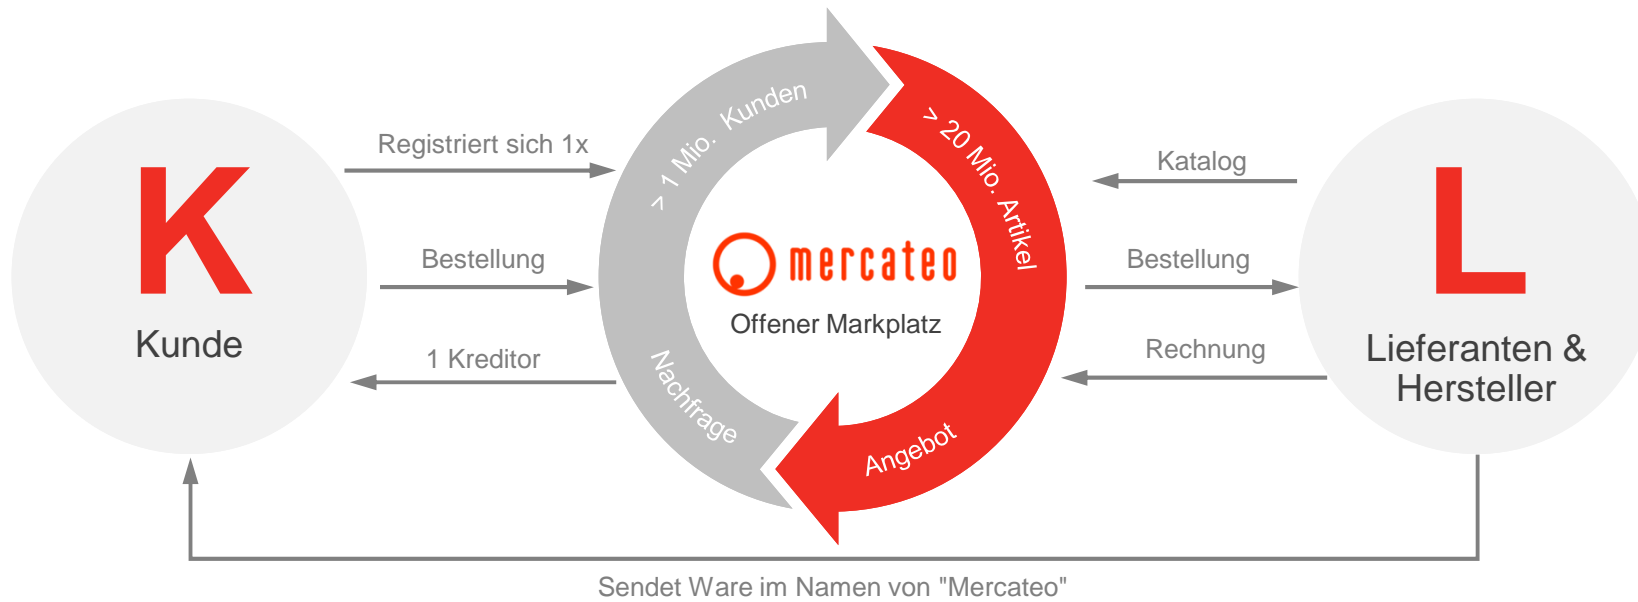 K
Kunde
Registriert sich 1x
Bestellung
1 Kreditor
> 1 Mio. Kunden
Nachfrage
> 20 Mio. Artikel
Angebot
mercateo
Offener Markplatz
Katalog
Bestellung
Rechnung
L
Lieferanten &
Hersteller
Sendet Ware im Namen von "Mercateo"